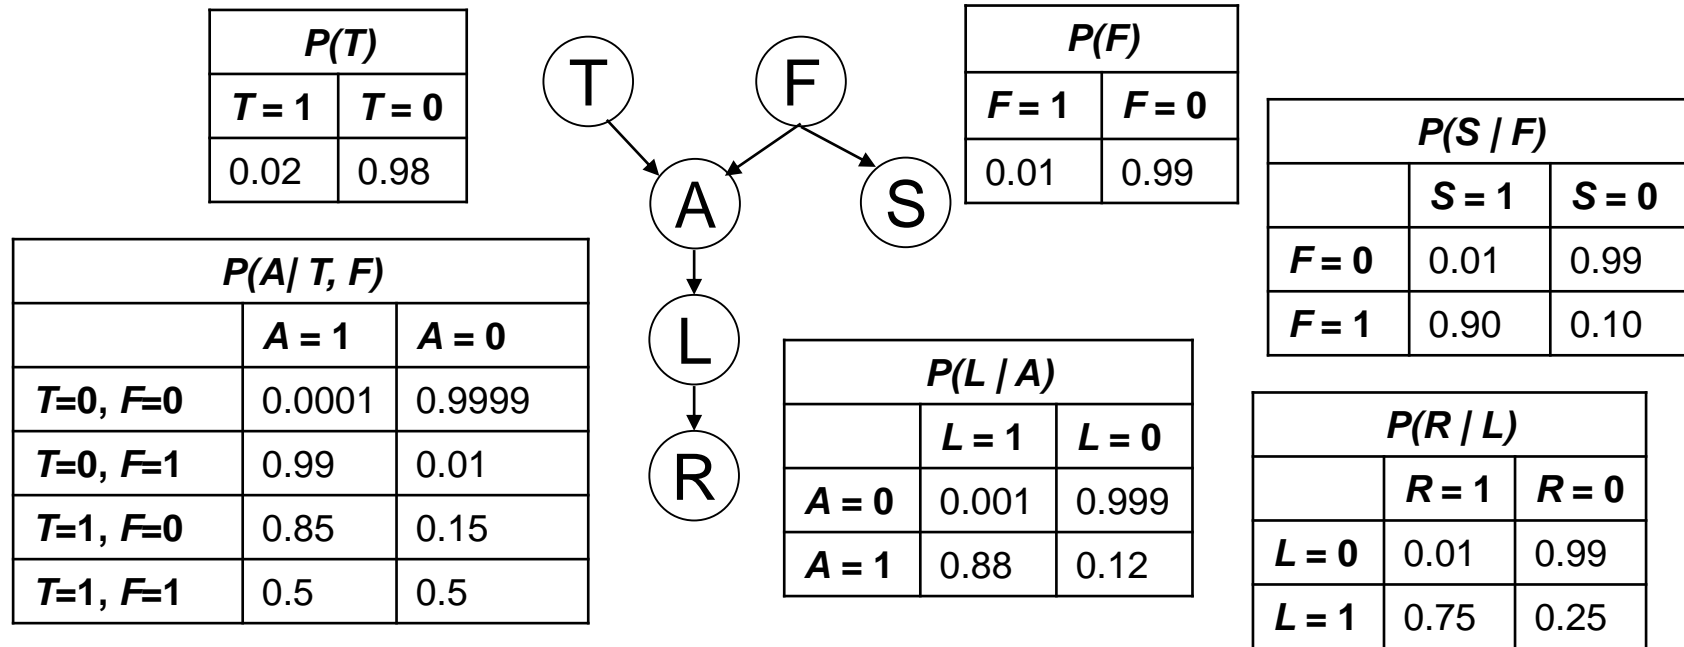 P(T)
T = 1 T = 0
0.02 0.98
T
F
A
S
L
R
P(F)
F = 1 F = 0
0.01 0.99
P(S | F)
S = 1 S = 0
F = 0 0.01 0.99
F = 1 0.90 0.10
P(A| T, F)
A = 1 A = 0
T=0, F=0 0.0001 0.9999
T=0, F=1 0.99 0.01
T=1, F=0 0.85 0.15
T=1, F=1 0.5 0.5
P(L | A)
L = 1 L = 0
A = 0 0.001 0.999
A = 1 0.88 0.12
P(R | L)
R = 1 R = 0
L = 0 0.01 0.99
L = 1 0.75 0.25